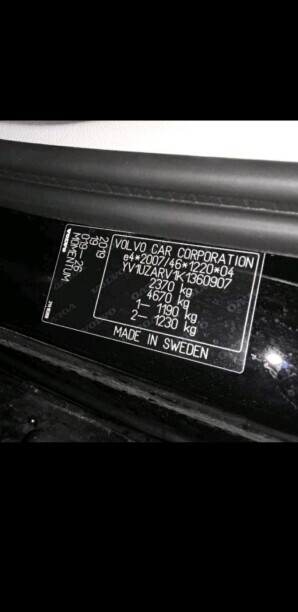 VOLVO CAR CORPORATION
e4*2007/46*1220*04
YV1UZARV1K1360907
2370 kg
4670 kg
1— 1190 kg
2— 1230 kg
MADE IN SWEDEN
2019
MOMENTUM